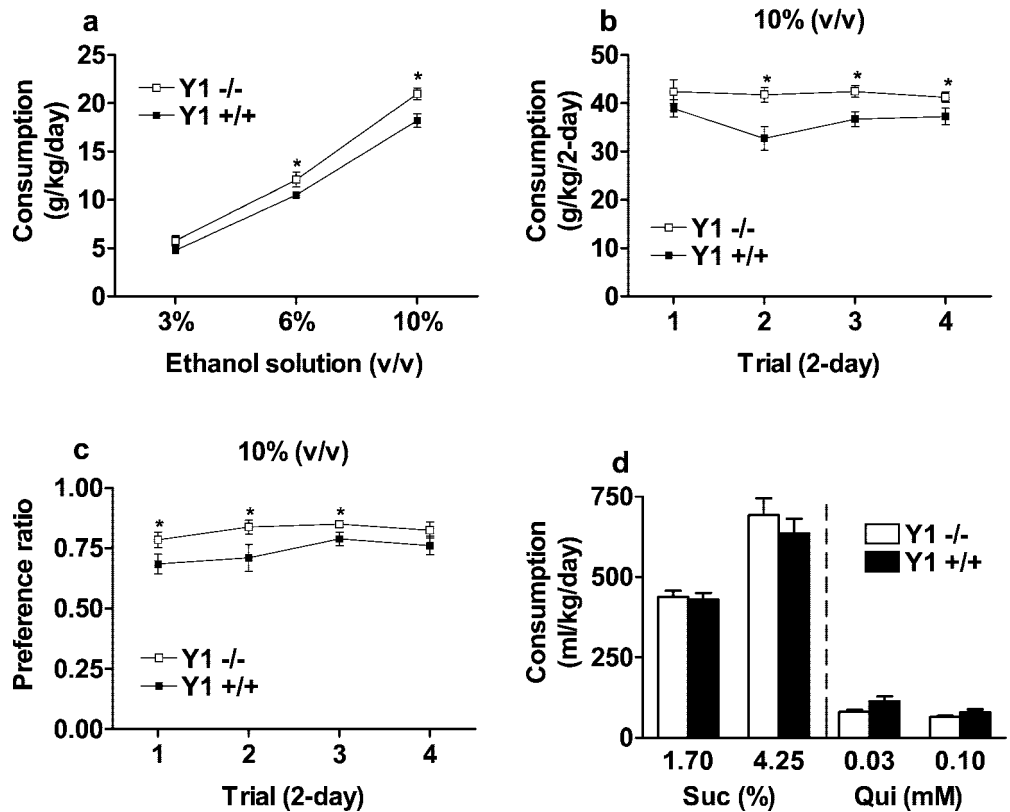 a
25
20
15
10
5
0
Consumption
(g/kg/day)
Y1 -/-
Y1 +/+
*
*
3% 6% 10%
Ethanol solution (v/v)
b
10% (v/v)
50
40
30
20
10
0
Consumption
(g/kg/2-day)
* * *
Y1 -/-
Y1 +/+
1 2 3 4
Trial (2-day)
c
10% (v/v)
1.00
0.75
0.50
0.25
0.00
Preference ratio
* * *
Y1 -/-
Y1 +/+
1 2 3 4
Trial (2-day)
d
750
500
250
0
Consumption
(ml/kg/day)
Y1 -/-
Y1 +/+
1.70 4.25 0.03 0.10
Suc (%) Qui (mM)